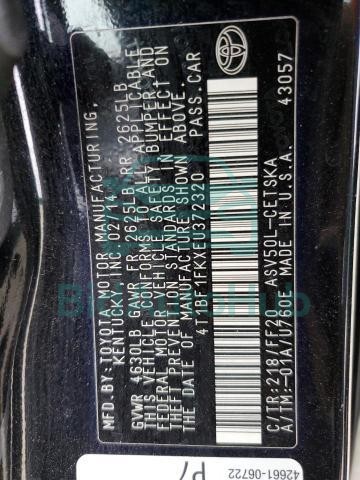 MFD.BY:TOYOTA MOTOR MANUFACTURING,
KENTUCKY, INC. 02/14
GVWR 4630LB GAWR FR 2625LB RR 2625LB
THIS VEHICLE CONFORMS TO ALL APPLICABLE
FEDERAL MOTOR VEHICLE SAFETY BUMPER AND
THEFT PREVENTION STANDARDS IN EFFECT ON
THE DATE OF MANUFACTURE SHOWN ABOVE.
4T1BF1FKXEU372320 PASS.CAR
C/TR:218/FF20 ASV50L-CETSKA
A/TM:-01A/U760E MADE IN U.S.A. 43057
42661-06722